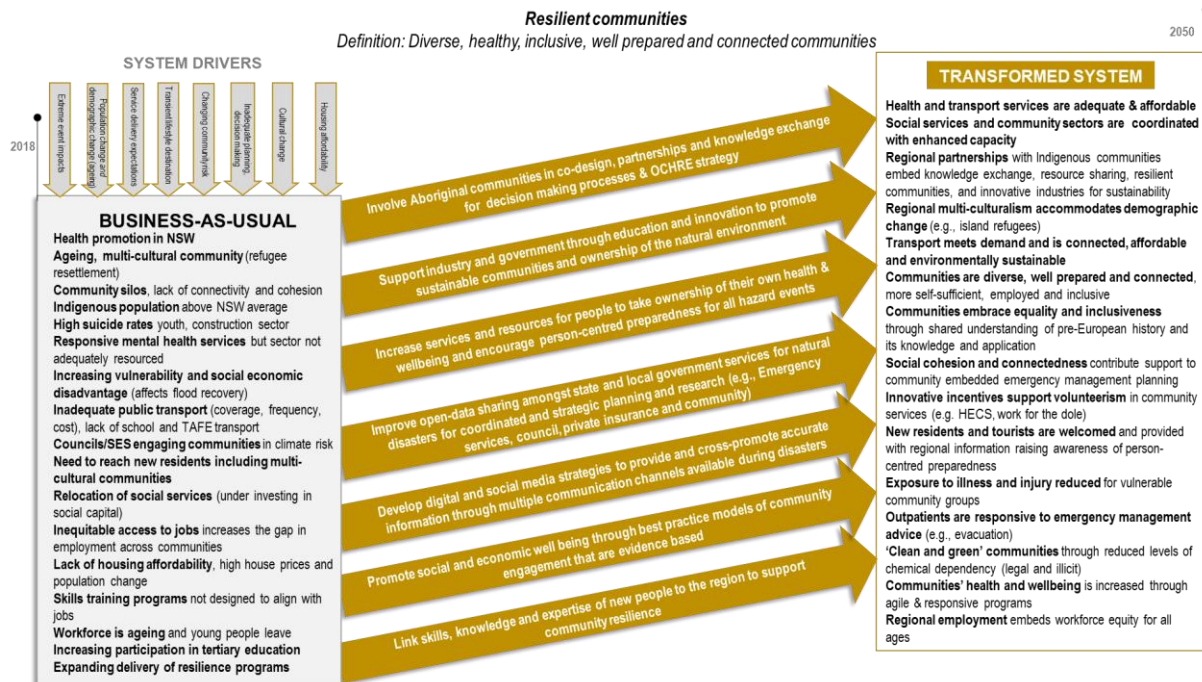 Resilient communities
Definition: Diverse, healthy, inclusive, well prepared and connected communities
2050
SYSTEM DRIVERS
2018
Extreme event impacts
Population change and
demographic change (ageing)
Service delivery expectations
Transient lifestyle destination
Changing community risk
Inadequate planning,
decision making
Cultural change
Housing affordability
BUSINESS-AS-USUAL
Health promotion in NSW
Ageing, multi-cultural community (refugee
resettlement)
Community silos, lack of connectivity and cohesion
Indigenous population above NSW average
High suicide rates youth, construction sector
Responsive mental health services but sector not
adequately resourced
Increasing vulnerability and social economic
disadvantage (affects flood recovery)
Inadequate public transport (coverage, frequency,
cost), lack of school and TAFE transport
Councils/SES engaging communities in climate risk
Need to reach new residents including multi-
cultural communities
Relocation of social services (under investing in
social capital)
Inequitable access to jobs increases the gap in
employment across communities
Lack of housing affordability, high house prices and
population change
Skills training programs not designed to align with
jobs
Workforce is ageing and young people leave
Increasing participation in tertiary education
Expanding delivery of resilience programs
Involve Aboriginal communities in co-design, partnerships and knowledge exchange
for decision making processes & OCHRE strategy
Support industry and government through education and innovation to promote
sustainable communities and ownership of the natural environment
Increase services and resources for people to take ownership of their own health &
wellbeing and encourage person-centred preparedness for all hazard events
Improve open-data sharing amongst state and local government services for natural
disasters for coordinated and strategic planning and research (e.g., Emergency
services, council, private insurance and community)
Develop digital and social media strategies to provide and cross-promote accurate
information through multiple communication channels available during disasters
Promote social and economic well being through best practice models of community
engagement that are evidence based
Link skills, knowledge and expertise of new people to the region to support
community resilience
TRANSFORMED SYSTEM
Health and transport services are adequate & affordable
Social services and community sectors are coordinated
with enhanced capacity
Regional partnerships with Indigenous communities
embed knowledge exchange, resource sharing, resilient
communities, and innovative industries for sustainability
Regional multi-culturalism accommodates demographic
change (e.g., island refugees)
Transport meets demand and is connected, affordable
and environmentally sustainable
Communities are diverse, well prepared and connected,
more self-sufficient, employed and inclusive
Communities embrace equality and inclusiveness
through shared understanding of pre-European history and
its knowledge and application
Social cohesion and connectedness contribute support to
community embedded emergency management planning
Innovative incentives support volunteerism in community
services (e.g. HECS, work for the dole)
New residents and tourists are welcomed and provided
with regional information raising awareness of person-
centred preparedness
Exposure to illness and injury reduced for vulnerable
community groups
Outpatients are responsive to emergency management
advice (e.g., evacuation)
‘Clean and green’ communities through reduced levels of
chemical dependency (legal and illicit)
Communities’ health and wellbeing is increased through
agile & responsive programs
Regional employment embeds workforce equity for all
ages